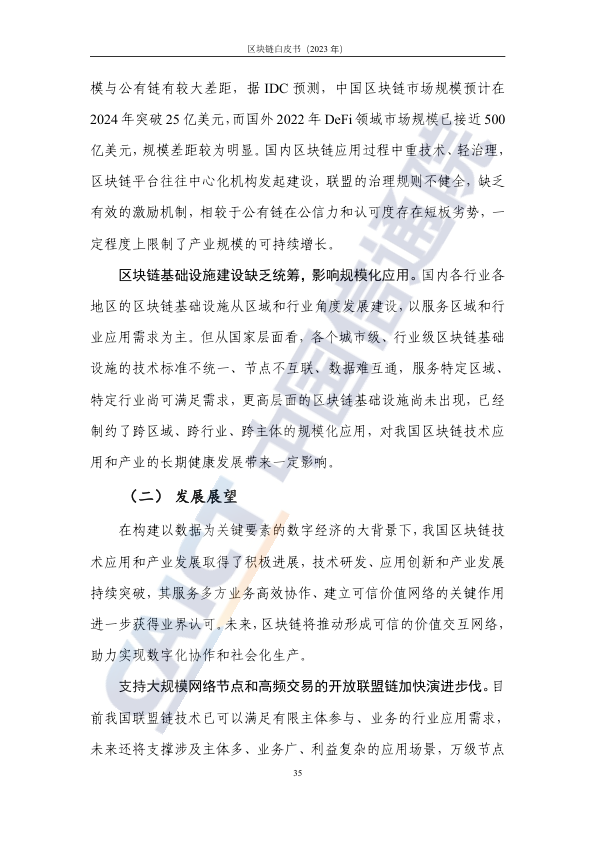 区块链白皮书（2023 年）
模与公有链有较大差距，据 IDC 预测，中国区块链市场规模预计在
2024 年突破 25 亿美元，而国外 2022 年 DeFi 领域市场规模已接近 500
亿美元，规模差距较为明显。国内区块链应用过程中重技术、轻治理，
区块链平台往往中心化机构发起建设，联盟的治理规则不健全，缺乏
有效的激励机制，相较于公有链在公信力和认可度存在短板劣势，一
定程度上限制了产业规模的可持续增长。
区块链基础设施建设缺乏统筹，影响规模化应用。国内各行业各
地区的区块链基础设施从区域和行业角度发展建设，以服务区域和行
业应用需求为主。但从国家层面看，各个城市级、行业级区块链基础
设施的技术标准不统一、节点不互联、数据难互通，服务特定区域、
特定行业尚可满足需求，更高层面的区块链基础设施尚未出现，已经
制约了跨区域、跨行业、跨主体的规模化应用，对我国区块链技术应
用和产业的长期健康发展带来一定影响。
（二） 发展展望
在构建以数据为关键要素的数字经济的大背景下，我国区块链技
术应用和产业发展取得了积极进展，技术研发、应用创新和产业发展
持续突破，其服务多方业务高效协作、建立可信价值网络的关键作用
进一步获得业界认可。未来，区块链将推动形成可信的价值交互网络，
助力实现数字化协作和社会化生产。
支持大规模网络节点和高频交易的开放联盟链加快演进步伐。目
前我国联盟链技术已可以满足有限主体参与、业务的行业应用需求，
未来还将支撑涉及主体多、业务广、利益复杂的应用场景，万级节点
35
CAICT 中国信通院